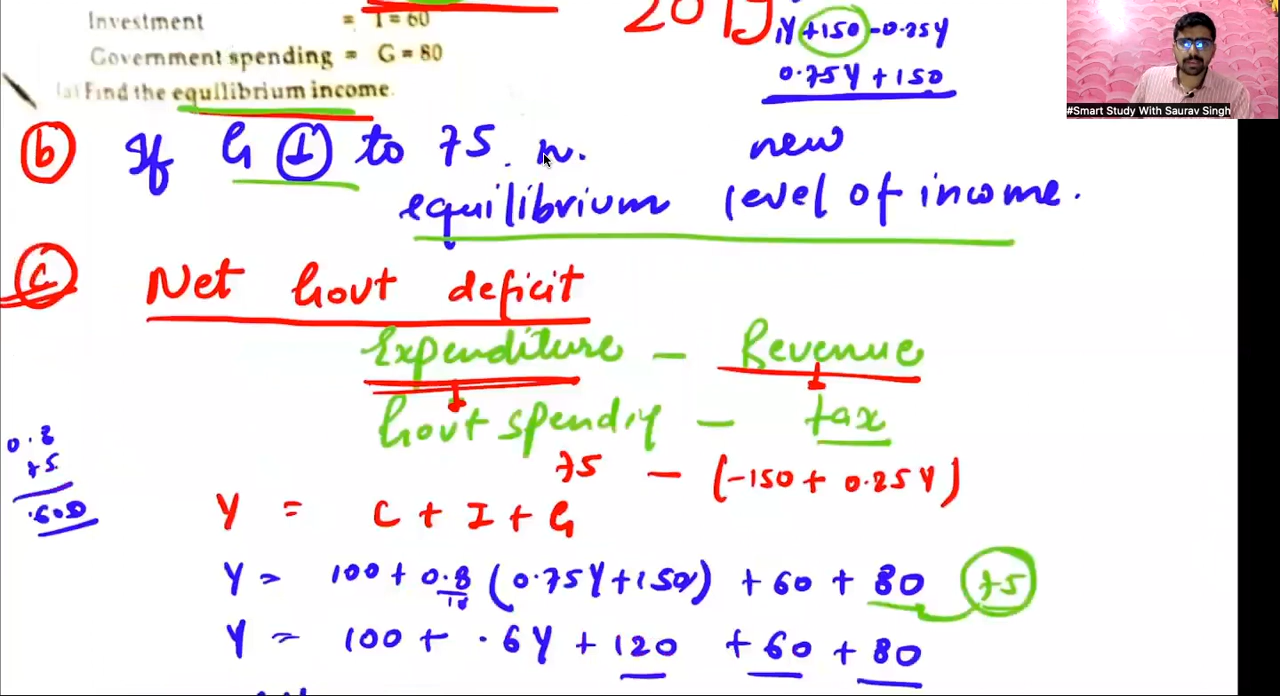 Investment = I = 60
2019
Y+150-0.25Y
Government spending = G = 80
0.75Y + 150
(a) Find the equilibrium income.
#Smart Study With Saurav Singh
(b) If G (↓) to 75. new
equilibrium level of income.
(c) Net Govt deficit
Expenditure - Revenue
Govt spending - tax
75 - (-150 + 0.25Y)
0.8
75
.600
Y = C + I + G
Y = 100 + 0.8 (0.75Y+150) + 60 + 80 75
Y = 100 + .6Y + 120 + 60 + 80